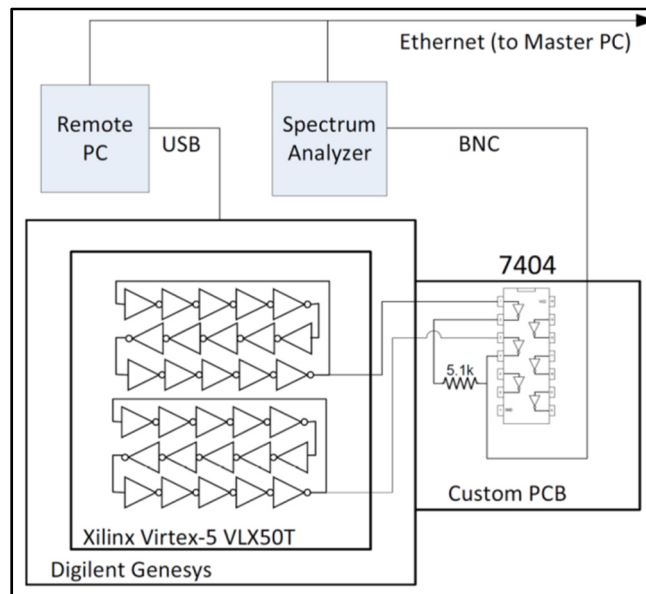 Ethernet (to Master PC)
Remote
PC
USB
Spectrum
Analyzer
BNC
7404
5.1k
Custom PCB
Xilinx Virtex-5 VLX50T
Digilent Genesys